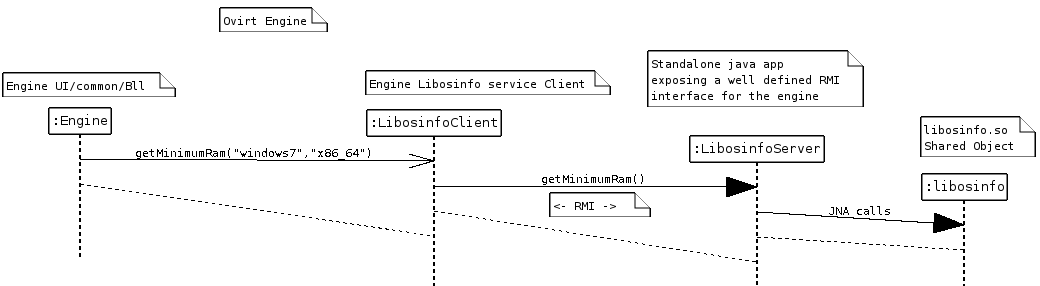 Ovirt Engine
Standalone java app
exposing a well defined RMI
interface for the engine
Engine UI/common/Bll
Engine Libosinfo service Client
:Engine
:LibosinfoClient
libosinfo.so
Shared Object
:LibosinfoServer
getMinimumRam("windows7","x86_64")
getMinimumRam()
:libosinfo
<- RMI ->
JNA calls